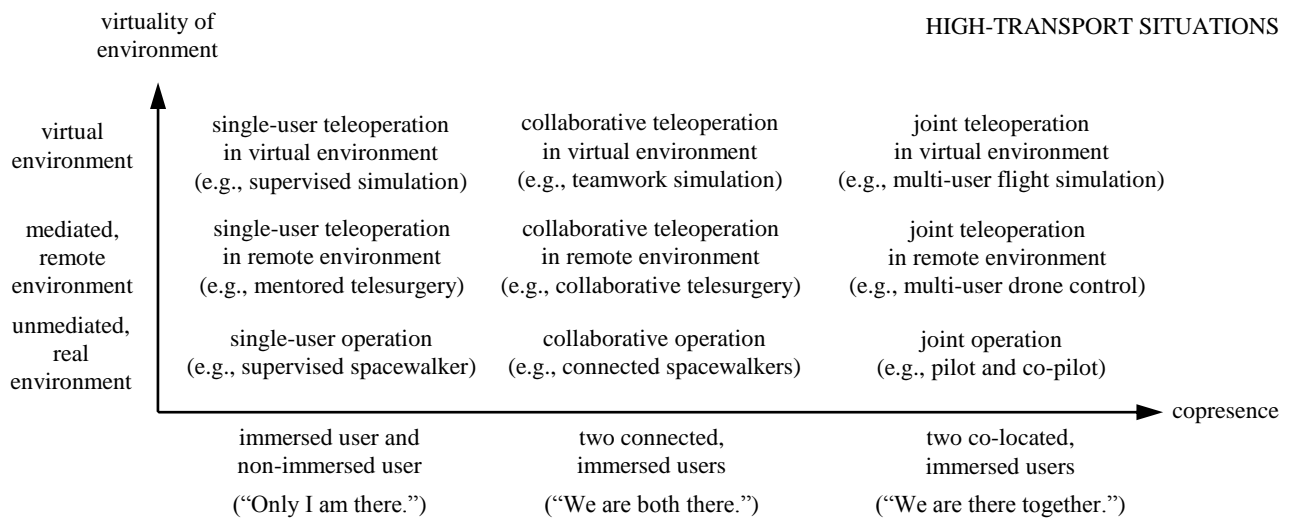 virtuality of
environment
HIGH-TRANSPORT SITUATIONS
virtual
environment
single-user teleoperation
in virtual environment
(e.g., supervised simulation)
collaborative teleoperation
in virtual environment
(e.g., teamwork simulation)
joint teleoperation
in virtual environment
(e.g., multi-user flight simulation)
mediated,
remote
environment
single-user teleoperation
in remote environment
(e.g., mentored telesurgery)
collaborative teleoperation
in remote environment
(e.g., collaborative telesurgery)
joint teleoperation
in remote environment
(e.g., multi-user drone control)
unmediated,
real
environment
single-user operation
(e.g., supervised spacewalker)
collaborative operation
(e.g., connected spacewalkers)
joint operation
(e.g., pilot and co-pilot)
copresence
immersed user and
non-immersed user
(“Only I am there.”)
two connected,
immersed users
(“We are both there.”)
two co-located,
immersed users
(“We are there together.”)